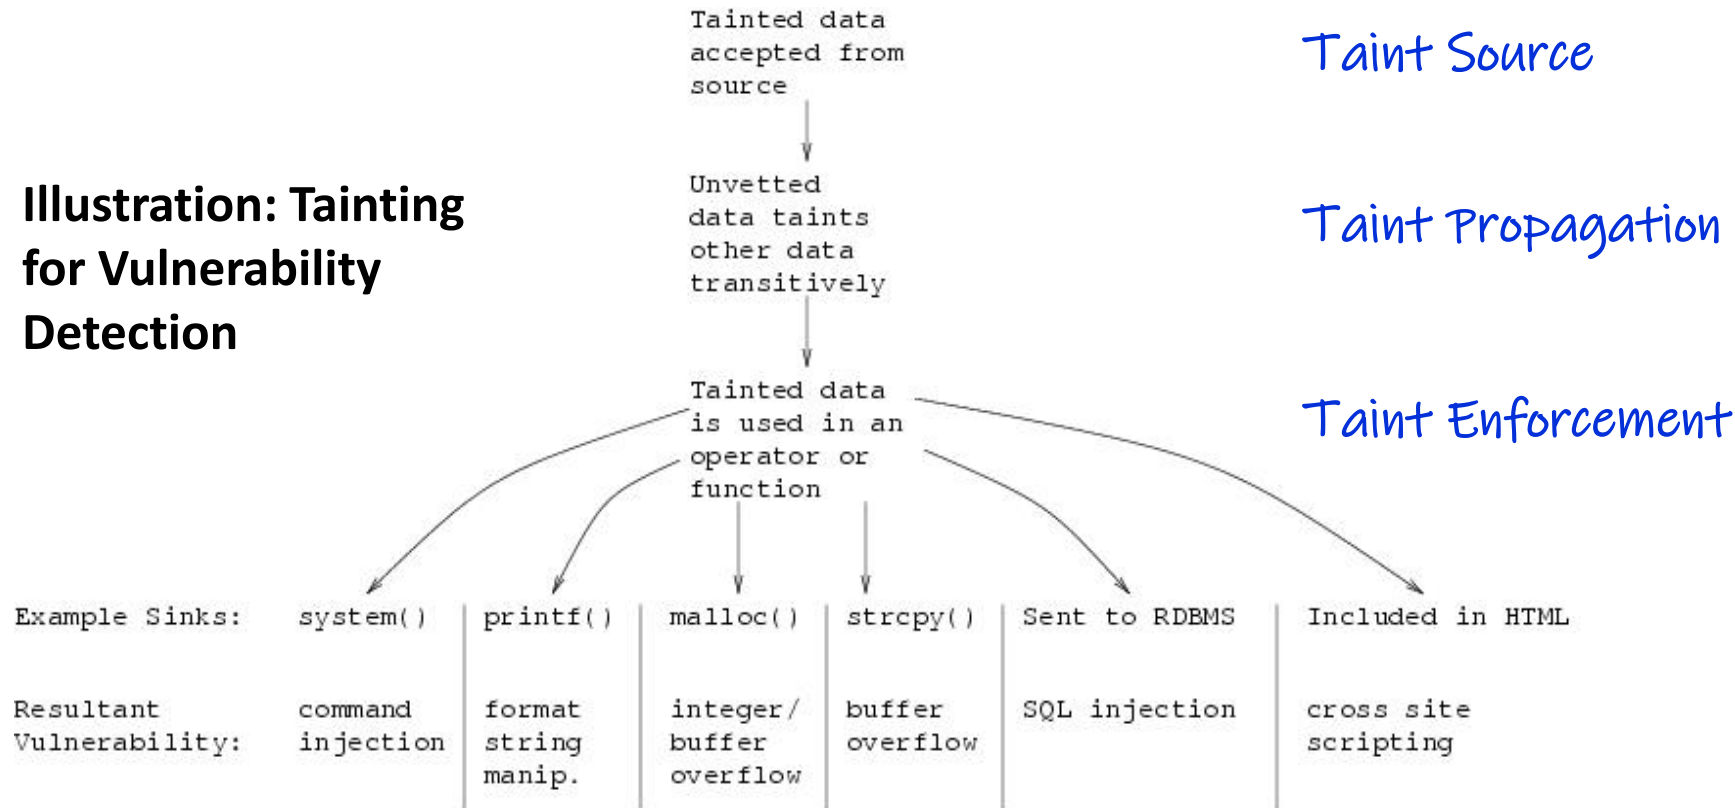 Tainted data
accepted from
source
Taint Source
Illustration: Tainting
for Vulnerability
Detection
Unvetted
data taints
other data
transitively
Taint Propagation
Tainted data
is used in an
operator or
function
Taint Enforcement
Example Sinks: system() printf() malloc() strcpy() Sent to RDBMS Included in HTML
Resultant command format integer/ buffer SQL injection cross site
Vulnerability: injection string buffer overflow scripting
manip. overflow